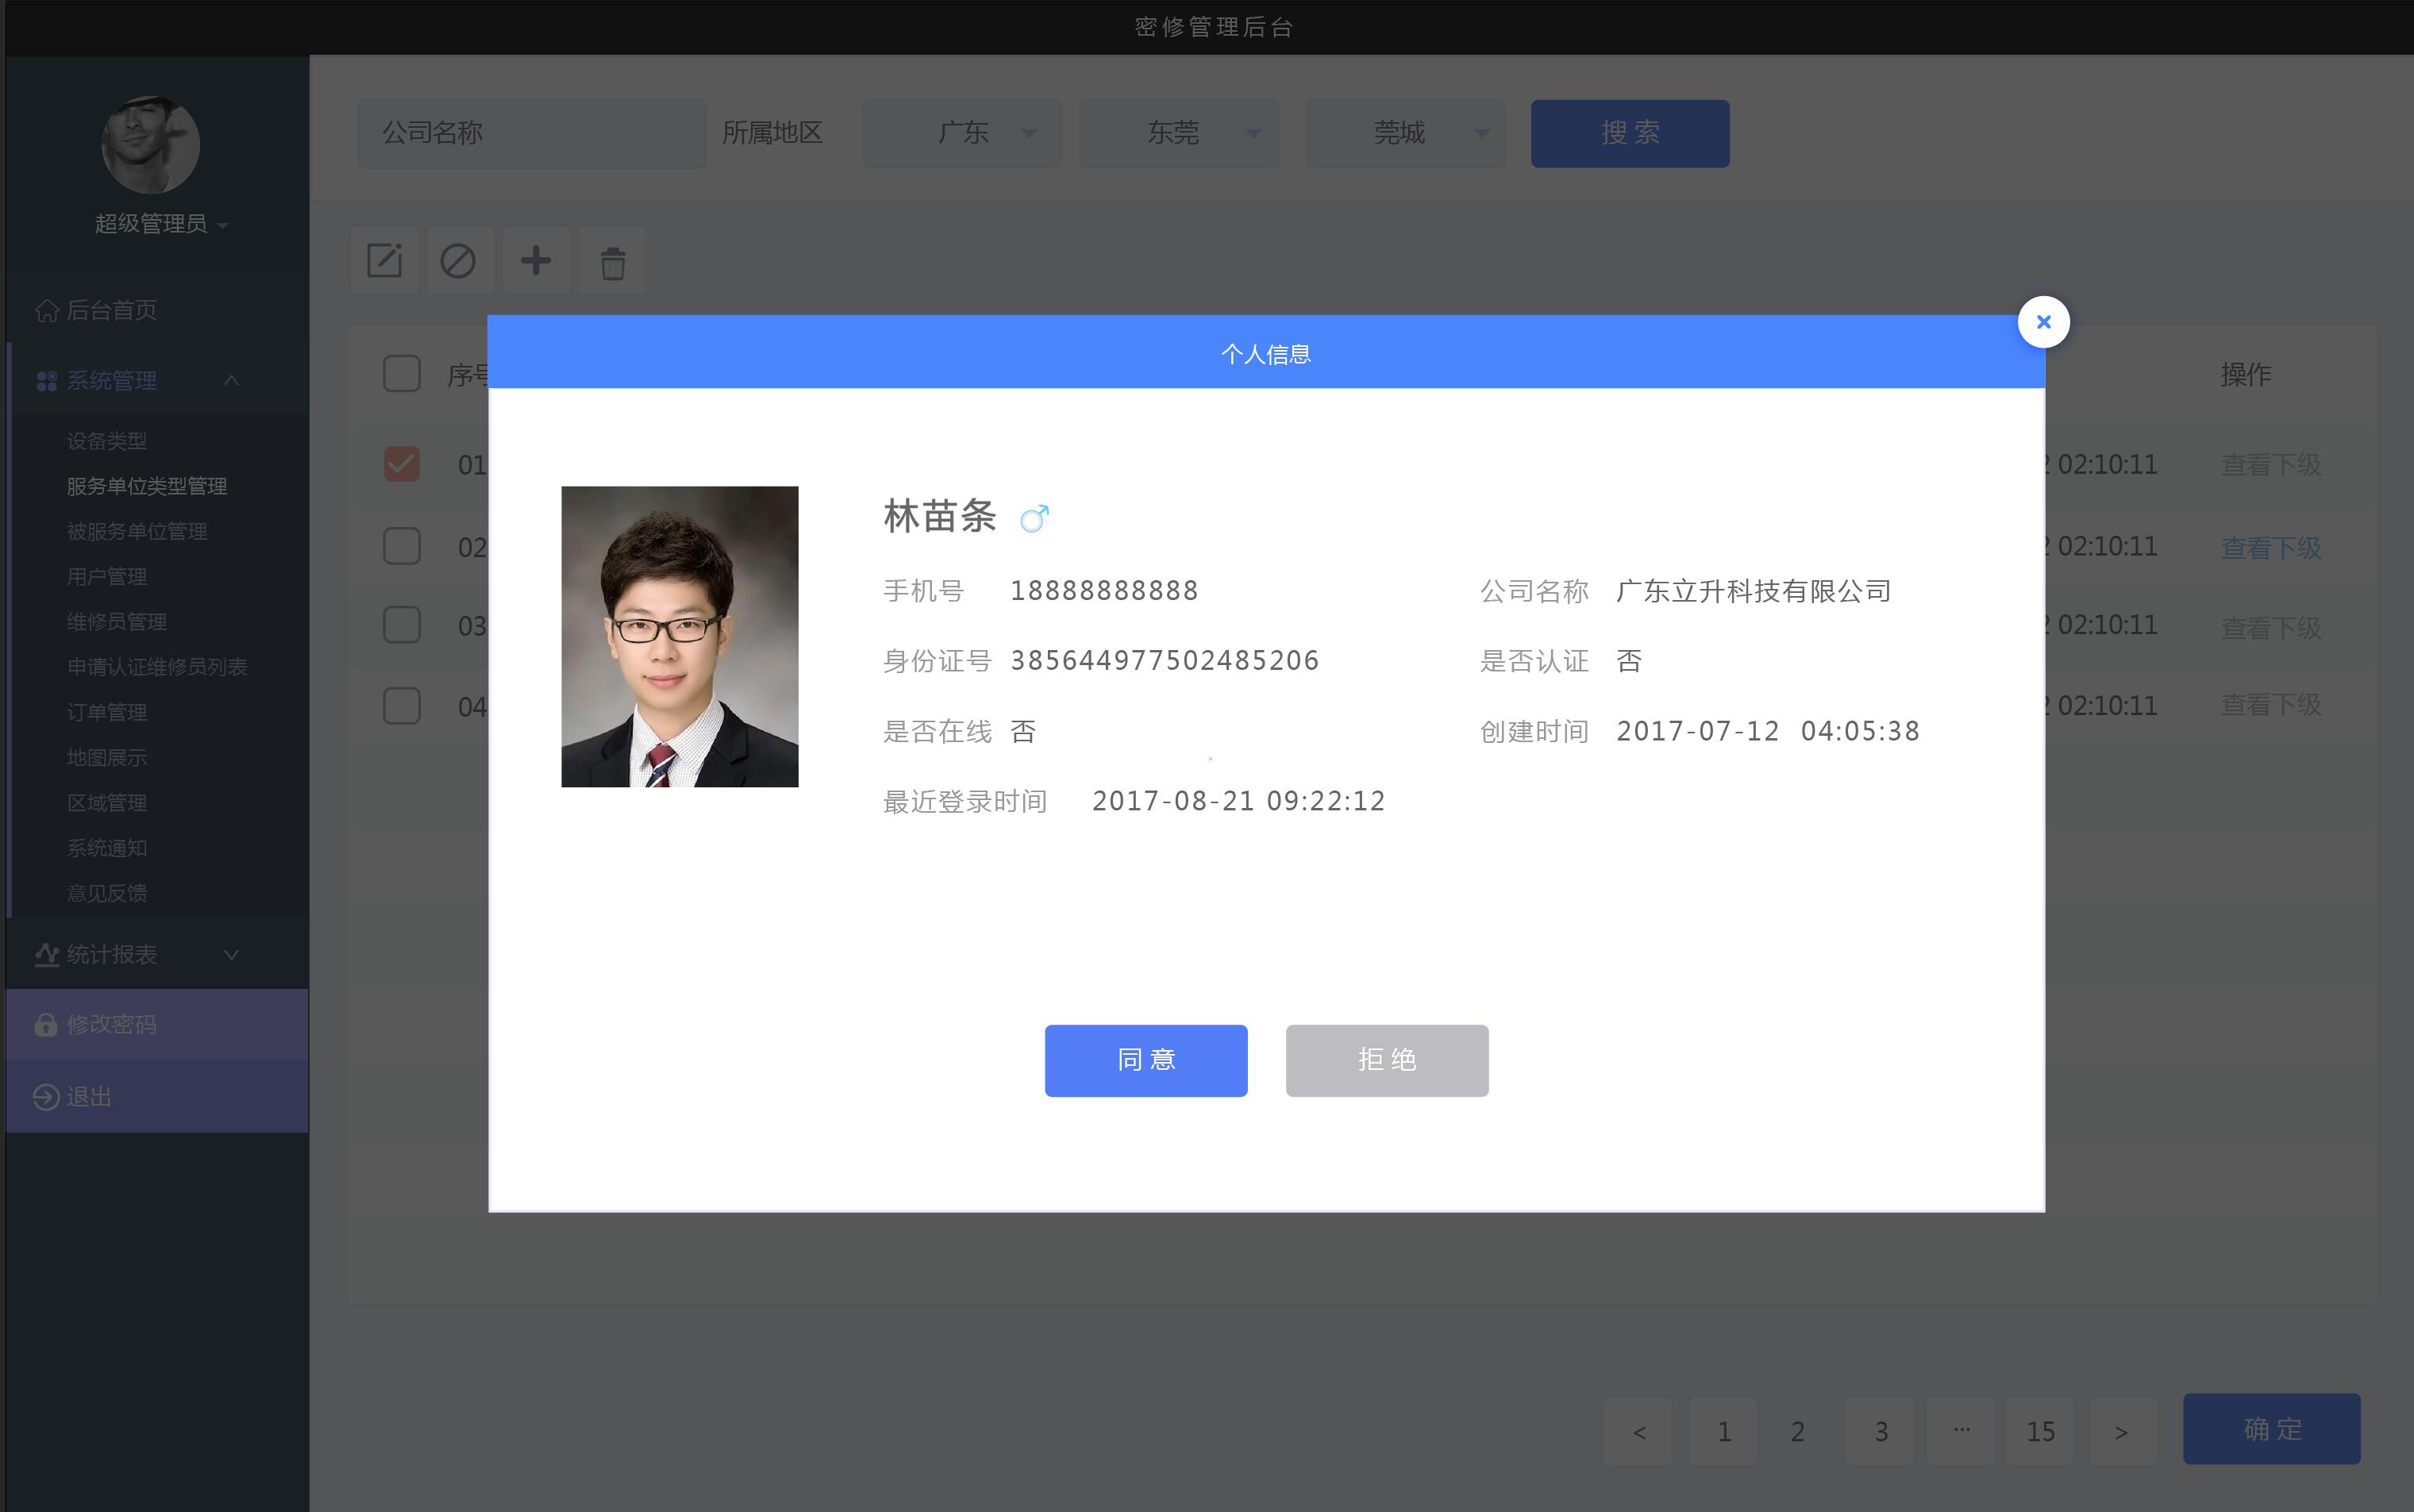 密修管理后台
超级管理员
后台首页
系统管理
设备类型
服务单位类型管理
被服务单位管理
用户管理
维修员管理
申请认证维修员列表
订单管理
地图展示
区域管理
系统通知
意见反馈
统计报表
修改密码
退出
公司名称 所属地区 广东 东莞 莞城 搜索
序号 操作
01 2 02:10:11 查看下级
02 2 02:10:11 查看下级
03 2 02:10:11 查看下级
04 2 02:10:11 查看下级
个人信息
×
林苗条 ♂
手机号 18888888888 公司名称 广东立升科技有限公司
身份证号 385644977502485206 是否认证 否
是否在线 否 创建时间 2017-07-12 04:05:38
最近登录时间 2017-08-21 09:22:12
同意 拒绝
< 1 2 3 ... 15 > 确定